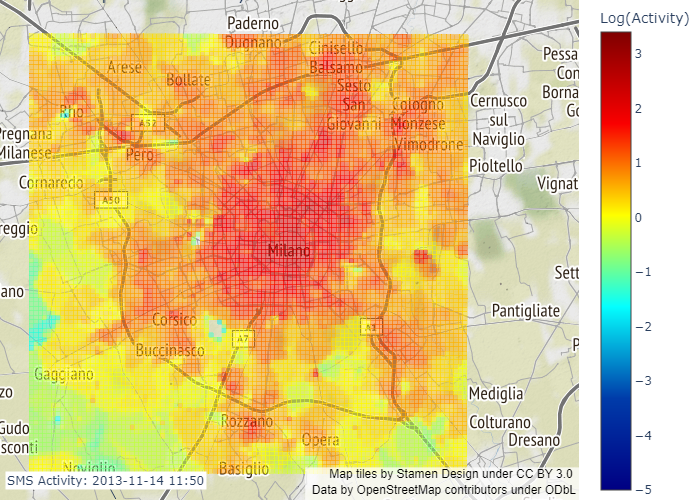 Log(Activity)
3
2
1
0
−1
−2
−3
−4
−5
Paderno
Dugnano
Cinisello
Balsamo
Arese
Bollate
Sesto
San
Giovanni
Cologno
Monzese
Vimodrone
Pessa
Con
Borna
Go
Cernusco
sul
Naviglio
Pioltello
Vignat
Rho
A52
Pregnana
Milanese
Pero
Cornaredo
A50
reggio
Milano
Sett
ano
Pantigliate
Corsico
A7
A1
Buccinasco
P
Gaggiano
zo
Mediglia
Rozzano
Colturano
Gudo
sconti
Opera
Dresano
Noviglio
Basiglio
SMS Activity: 2013-11-14 11:50
Map tiles by Stamen Design under CC BY 3.0
Data by OpenStreetMap contributors under ODbL